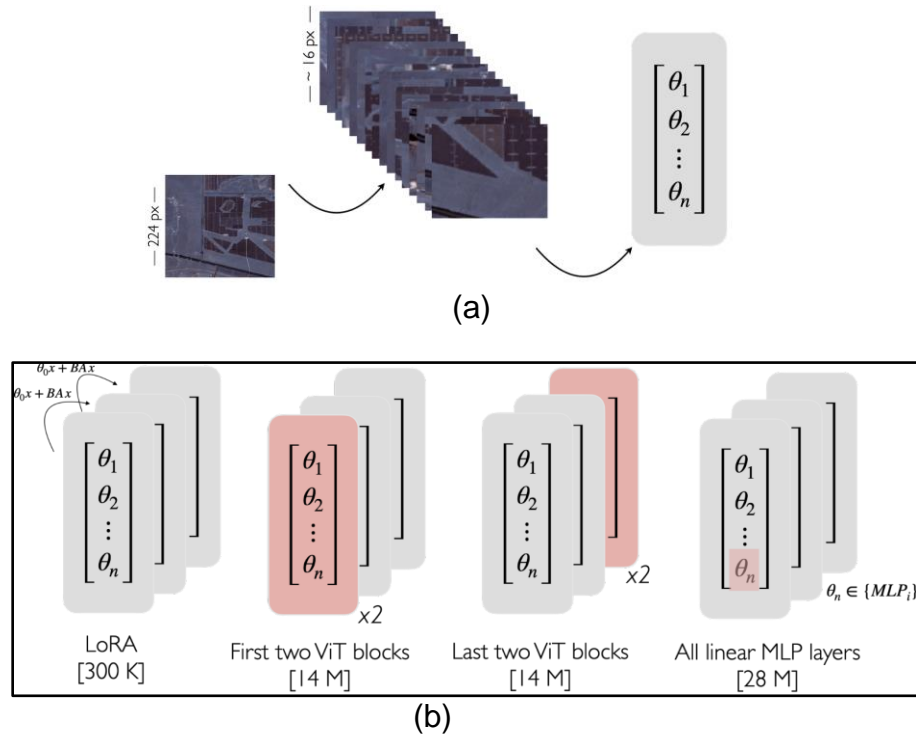 ~ 16 px
224 px
θ₁
θ₂
⋮
θₙ
(a)
θ₀x + BAx
θ₀x + BAx
θ₁
θ₂
⋮
θₙ
LoRA
[300 K]
θ₁
θ₂
⋮
θₙ
x2
First two ViT blocks
[14 M]
θ₁
θ₂
⋮
θₙ
x2
Last two ViT blocks
[14 M]
θ₁
θ₂
⋮
θₙ
θₙ ∈ {MLPᵢ}
All linear MLP layers
[28 M]
(b)